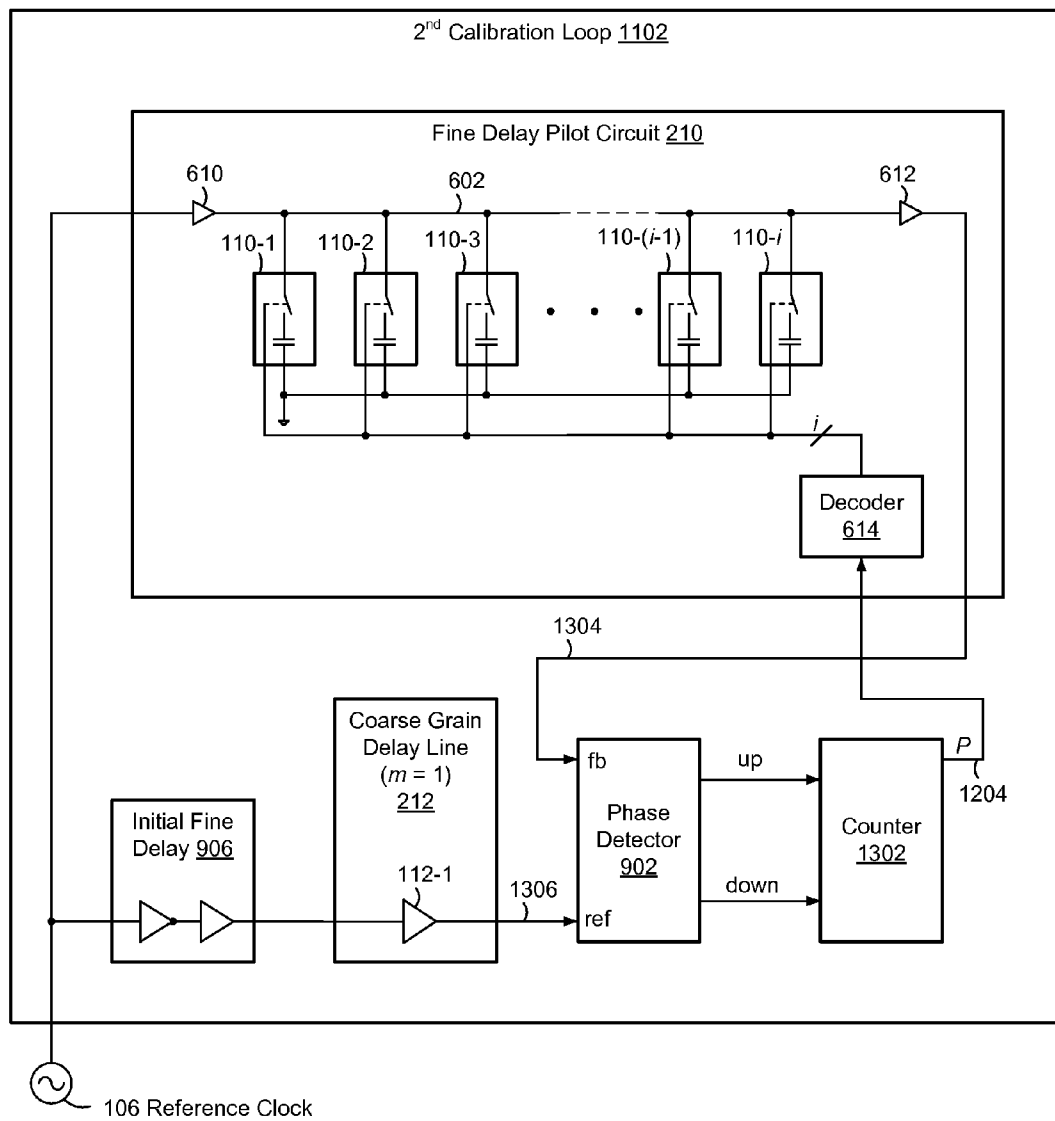 2nd Calibration Loop 1102
Fine Delay Pilot Circuit 210
610
602
612
110-1
110-2
110-3
110-(i-1)
110-i
i
Decoder
614
1304
Coarse Grain
Delay Line
(m = 1)
212
Initial Fine
Delay 906
112-1
1306
fb
ref
Phase
Detector
902
up
down
Counter
1302
P
1204
106 Reference Clock